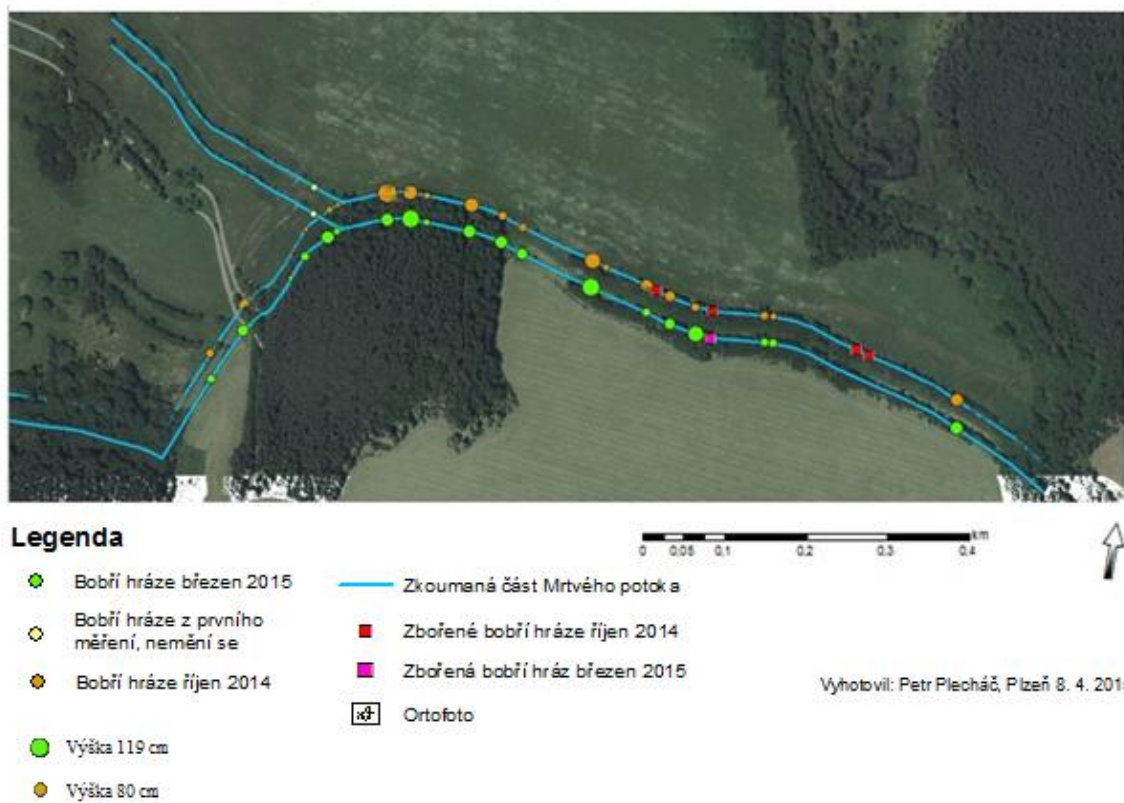 Legenda
Bobří hráze březen 2015
Bobří hráze z prvního
měření, nemění se
Bobří hráze říjen 2014
Výška 119 cm
Výška 80 cm
km
0 0,05 0,1 0,2 0,3 0,4
Zkoumaná část Mrtvého potoka
Zbořené bobří hráze říjen 2014
Zbořená bobří hráz březen 2015
Ortofoto
Vyhotovil: Petr Plecháč, Plzeň 8. 4. 2015